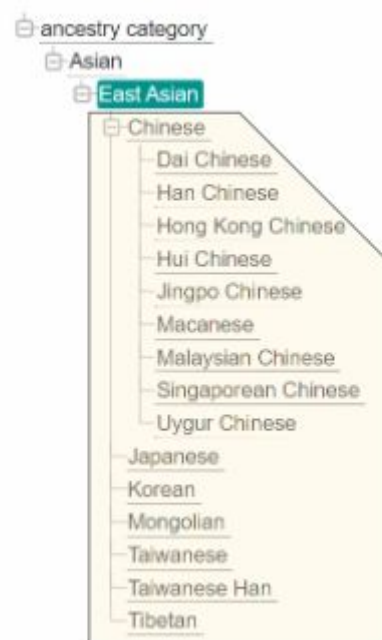 ancestry category
Asian
East Asian
Chinese
Dai Chinese
Han Chinese
Hong Kong Chinese
Hui Chinese
Jingpo Chinese
Macanese
Malaysian Chinese
Singaporean Chinese
Uygur Chinese
Japanese
Korean
Mongolian
Taiwanese
Taiwanese Han
Tibetan